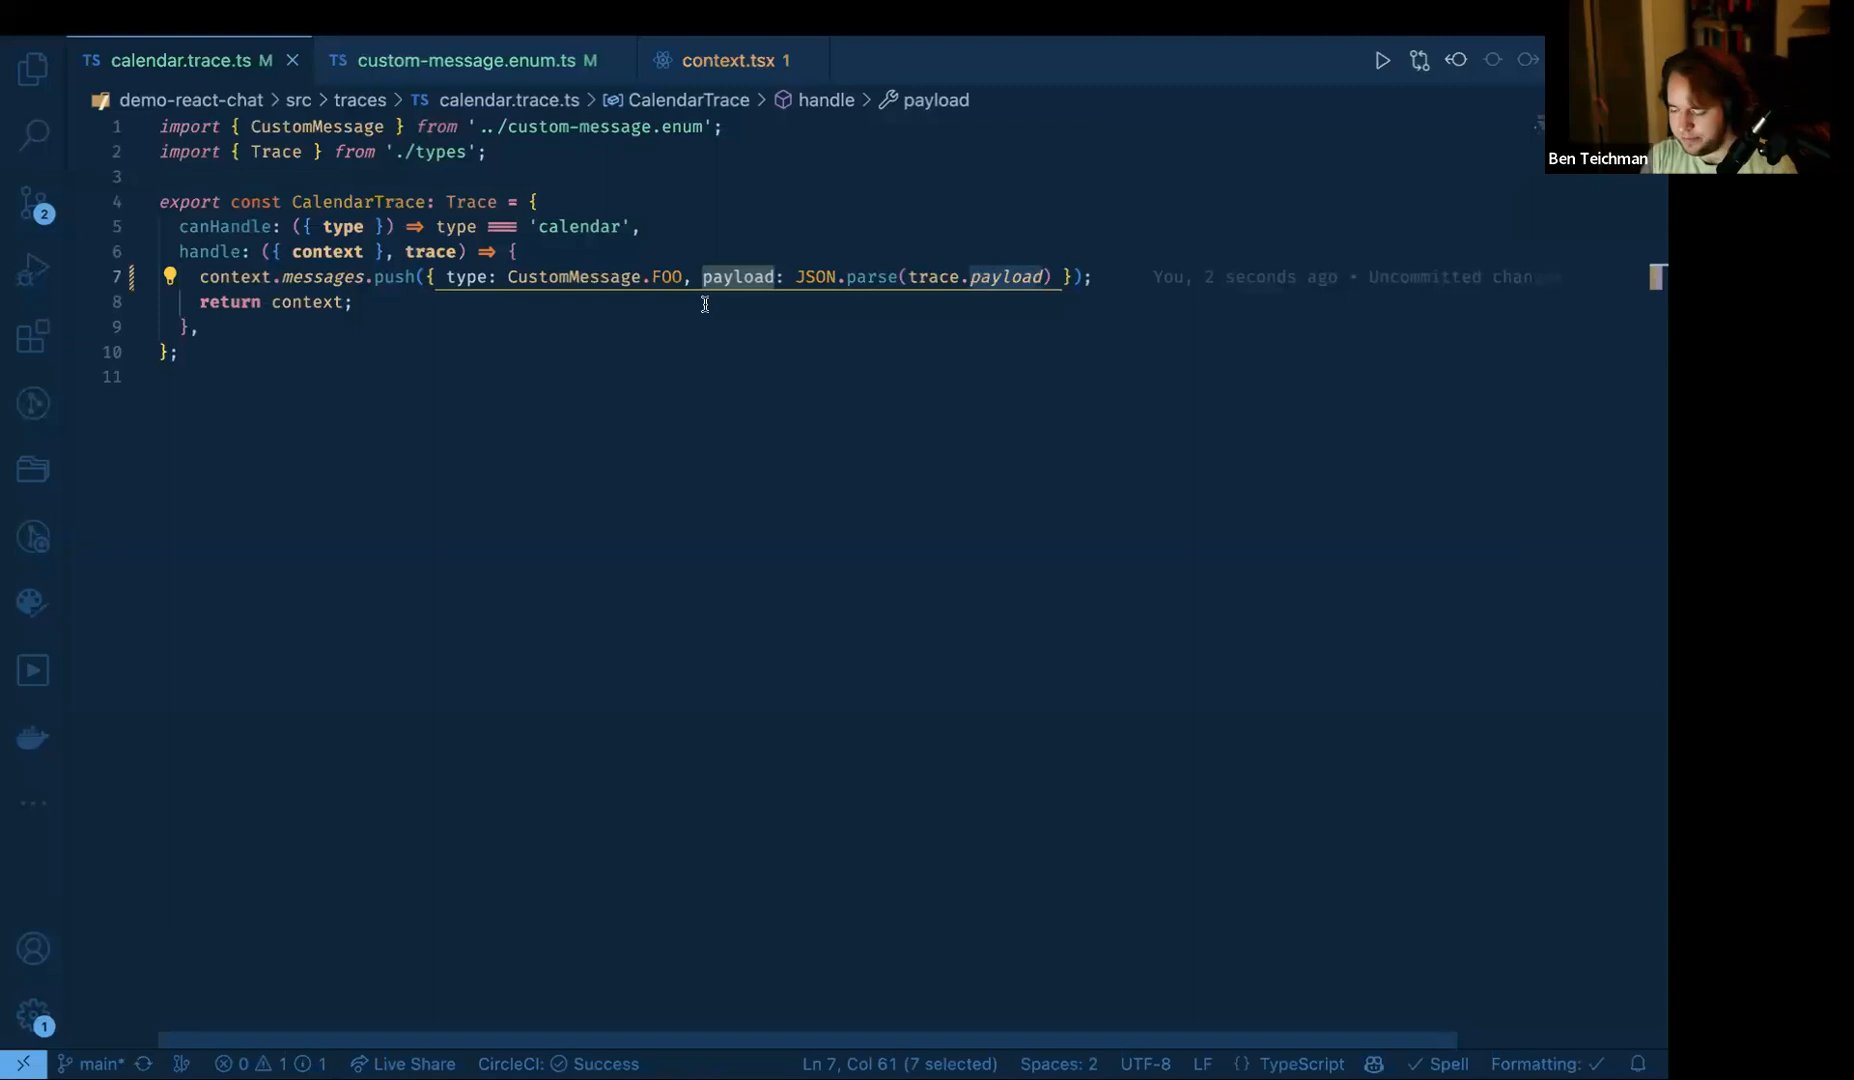 TS calendar.trace.ts M ×
TS custom-message.enum.ts M
context.tsx 1
Ben Teichman
demo-react-chat > src > traces > TS calendar.trace.ts > CalendarTrace > handle > payload
1 import { CustomMessage } from '../custom-message.enum';
2 import { Trace } from './types';
3
4 export const CalendarTrace: Trace = {
5 canHandle: ({ type }) => type === 'calendar',
6 handle: ({ context }, trace) => {
7 context.messages.push({ type: CustomMessage.FOO, payload: JSON.parse(trace.payload) }); You, 2 seconds ago • Uncommitted chan
8 return context;
9 },
10 };
11
2
1
main* 0 1 1 Live Share CircleCI: Success Ln 7, Col 61 (7 selected) Spaces: 2 UTF-8 LF {} TypeScript Spell Formatting: ✓